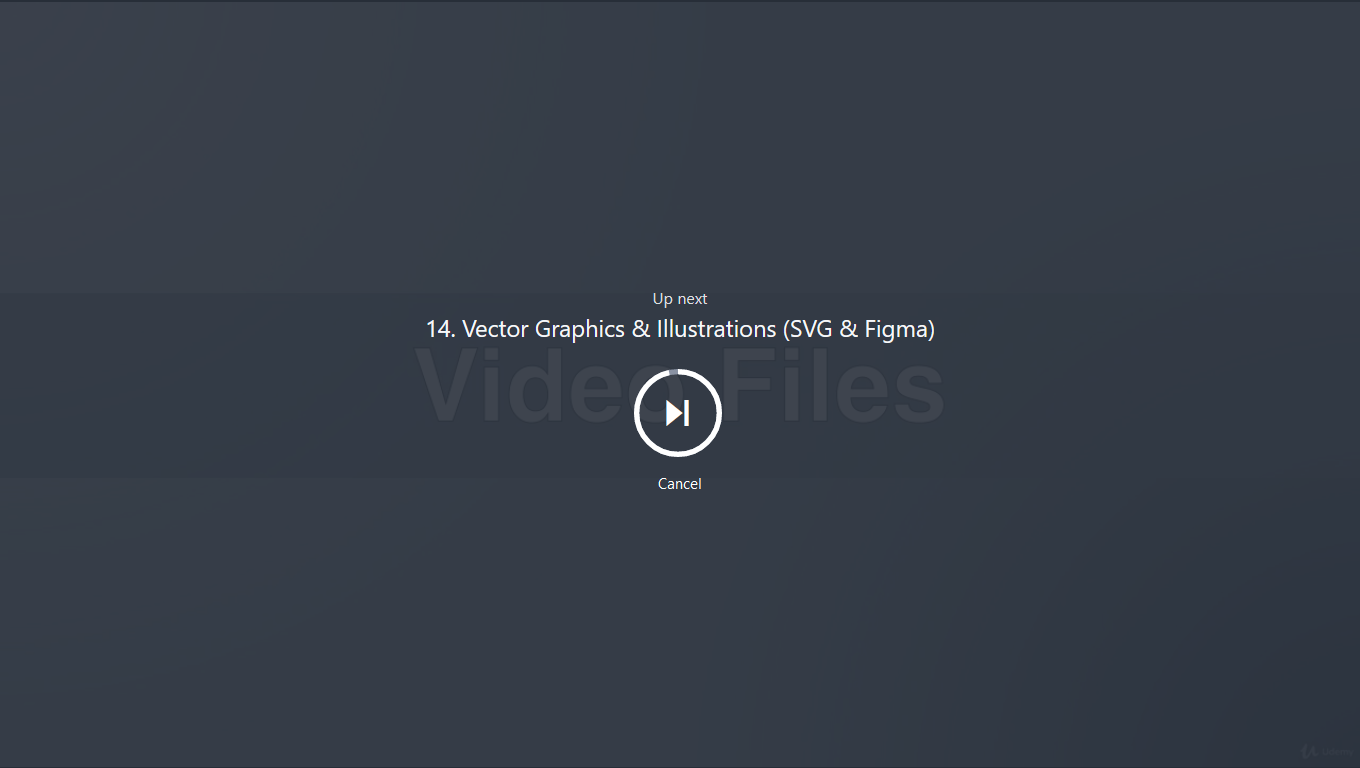 Up next
14. Vector Graphics & Illustrations (SVG & Figma)
Video Files
Cancel